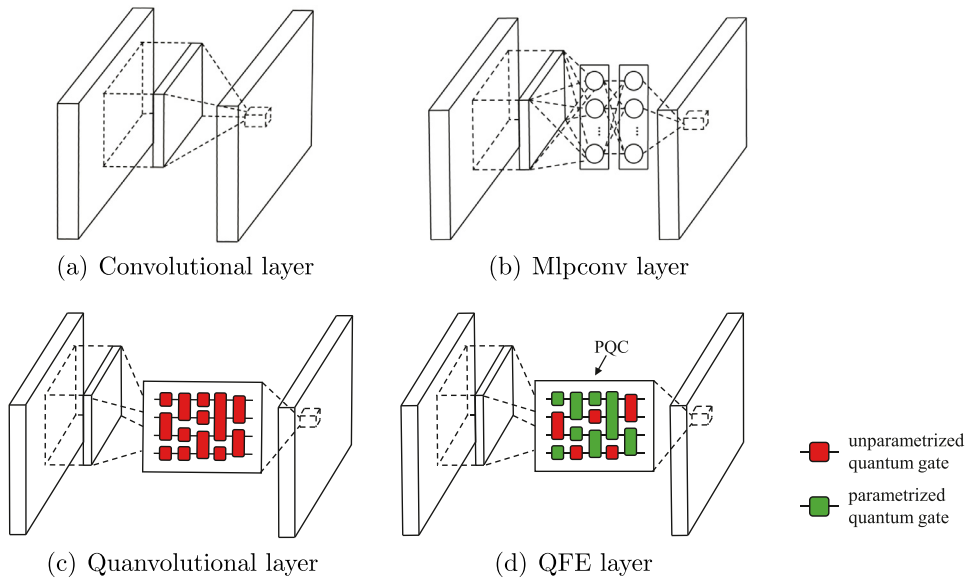 (a) Convolutional layer
(b) Mlpconv layer
PQC
(c) Quanvolutional layer
(d) QFE layer
unparametrized
quantum gate
parametrized
quantum gate